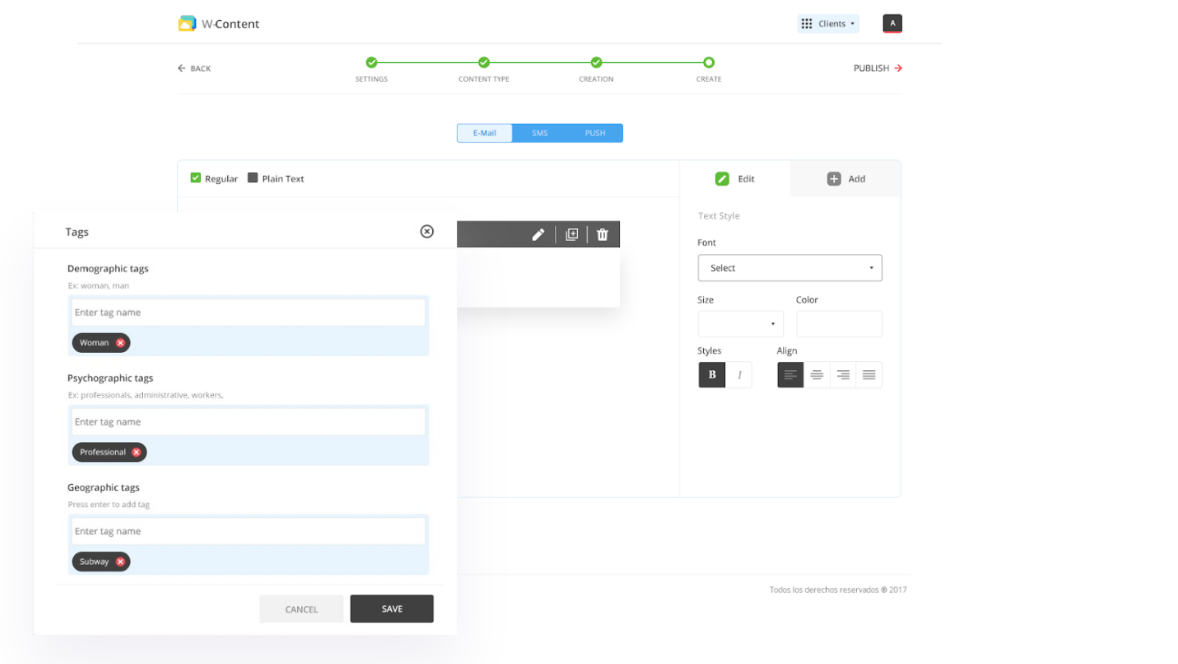 W-Content
Clients
A
BACK
SETTINGS
CONTENT TYPE
CREATION
CREATE
PUBLISH
E-Mail
SMS
PUSH
Regular
Plain Text
Edit
Add
Text Style
Font
Select
Size
Color
Styles
Align
B
I
Tags
Demographic tags
Ex: woman, man
Enter tag name
Woman
Psychographic tags
Ex: professionals, administrative, workers,
Enter tag name
Professional
Geographic tags
Press enter to add tag
Enter tag name
Subway
CANCEL
SAVE
Todos los derechos reservados ® 2017